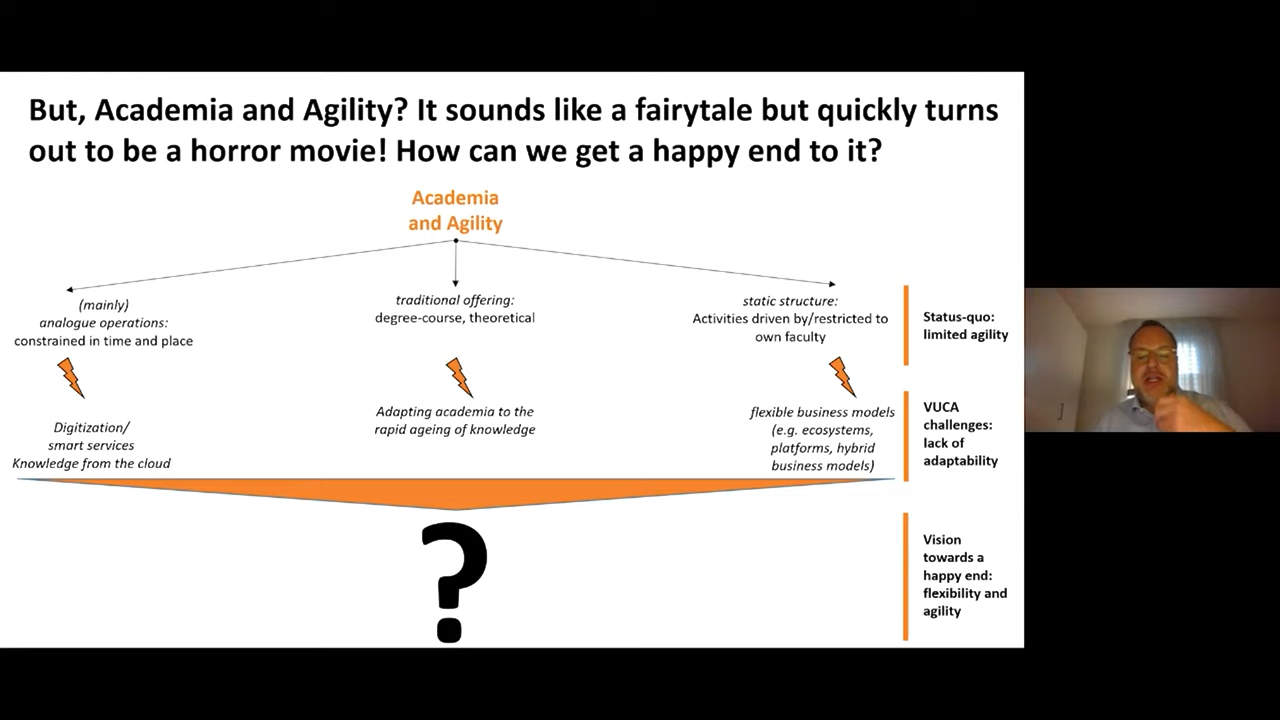 But, Academia and Agility? It sounds like a fairytale but quickly turns
out to be a horror movie! How can we get a happy end to it?
Academia
and Agility
(mainly)
analogue operations:
constrained in time and place
traditional offering:
degree-course, theoretical
static structure:
Activities driven by/restricted to
own faculty
Status-quo:
limited agility
Digitization/
smart services
Knowledge from the cloud
Adapting academia to the
rapid ageing of knowledge
flexible business models
(e.g. ecosystems,
platforms, hybrid
business models)
VUCA
challenges:
lack of
adaptability
?
Vision
towards a
happy end:
flexibility and
agility